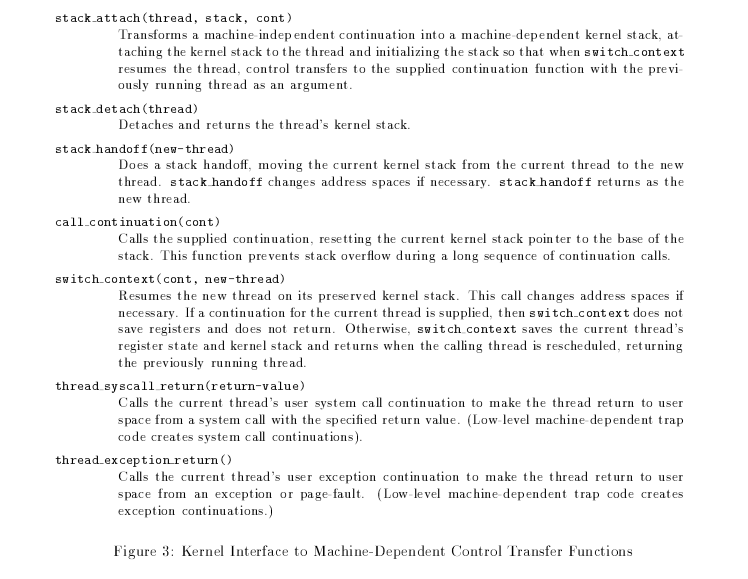 stack_attach(thread, stack, cont)
Transforms a machine-independent continuation into a machine-dependent kernel stack, at-
taching the kernel stack to the thread and initializing the stack so that when switch_context
resumes the thread, control transfers to the supplied continuation function with the previ-
ously running thread as an argument.
stack_detach(thread)
Detaches and returns the thread's kernel stack.
stack_handoff(new-thread)
Does a stack handoff, moving the current kernel stack from the current thread to the new
thread. stack_handoff changes address spaces if necessary. stack_handoff returns as the
new thread.
call_continuation(cont)
Calls the supplied continuation, resetting the current kernel stack pointer to the base of the
stack. This function prevents stack overflow during a long sequence of continuation calls.
switch_context(cont, new-thread)
Resumes the new thread on its preserved kernel stack. This call changes address spaces if
necessary. If a continuation for the current thread is supplied, then switch_context does not
save registers and does not return. Otherwise, switch_context saves the current thread's
register state and kernel stack and returns when the calling thread is rescheduled, returning
the previously running thread.
thread_syscall_return(return-value)
Calls the current thread's user system call continuation to make the thread return to user
space from a system call with the specified return value. (Low-level machine-dependent trap
code creates system call continuations).
thread_exception_return()
Calls the current thread's user exception continuation to make the thread return to user
space from an exception or page-fault. (Low-level machine-dependent trap code creates
exception continuations.)
Figure 3: Kernel Interface to Machine-Dependent Control Transfer Functions